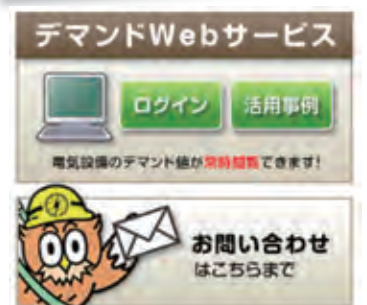 デマンドWebサービス
ログイン 活用事例
電気設備のデマンド値が常時閲覧できます!
お問い合わせ
はこちらまで